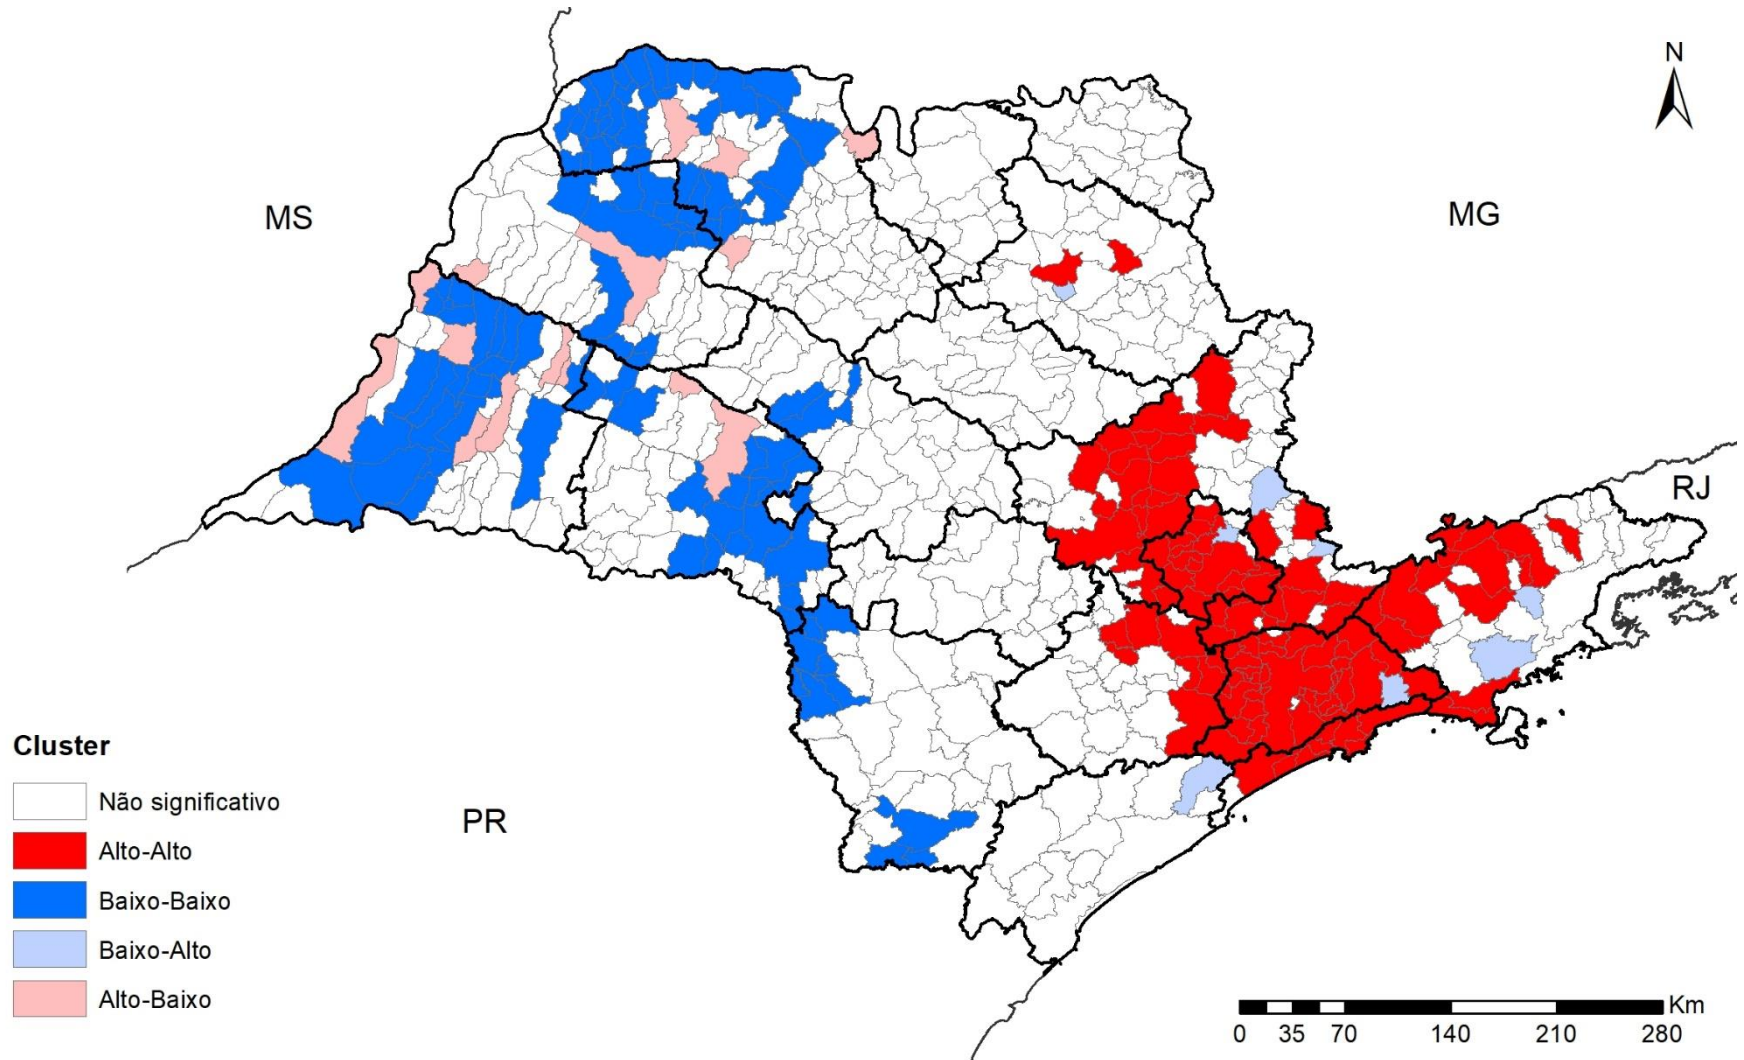 N
MS
MG
RJ
PR
Cluster
Não significativo
Alto-Alto
Baixo-Baixo
Baixo-Alto
Alto-Baixo
Km
0 35 70 140 210 280